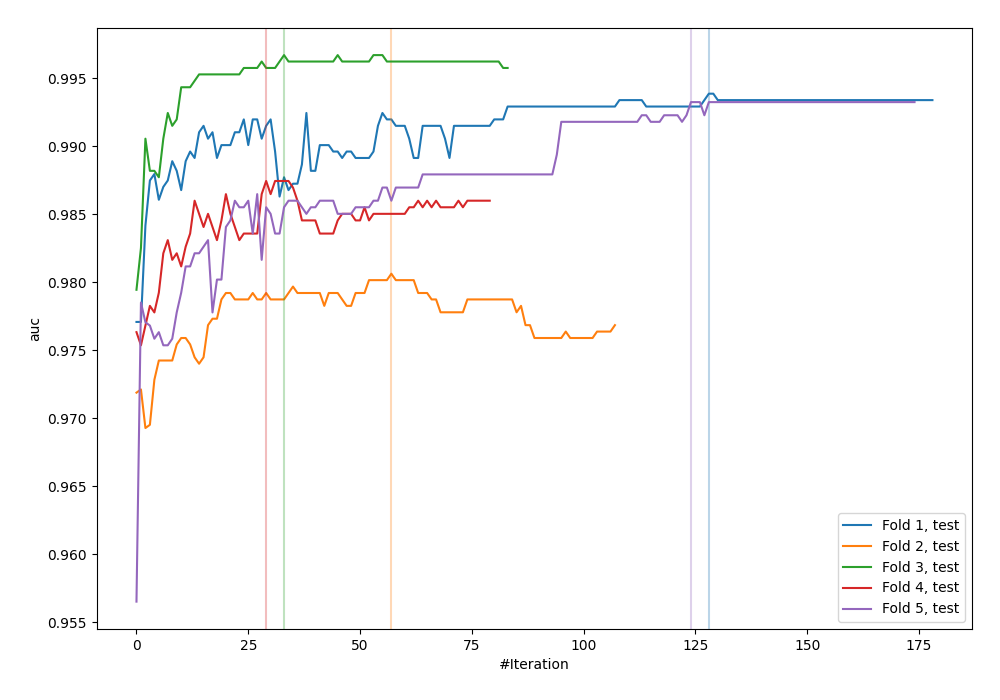 0.995
0.990
0.985
0.980
0.975
0.970
0.965
0.960
0.955
auc
0
25
50
75
100
125
150
175
#Iteration
Fold 1, test
Fold 2, test
Fold 3, test
Fold 4, test
Fold 5, test